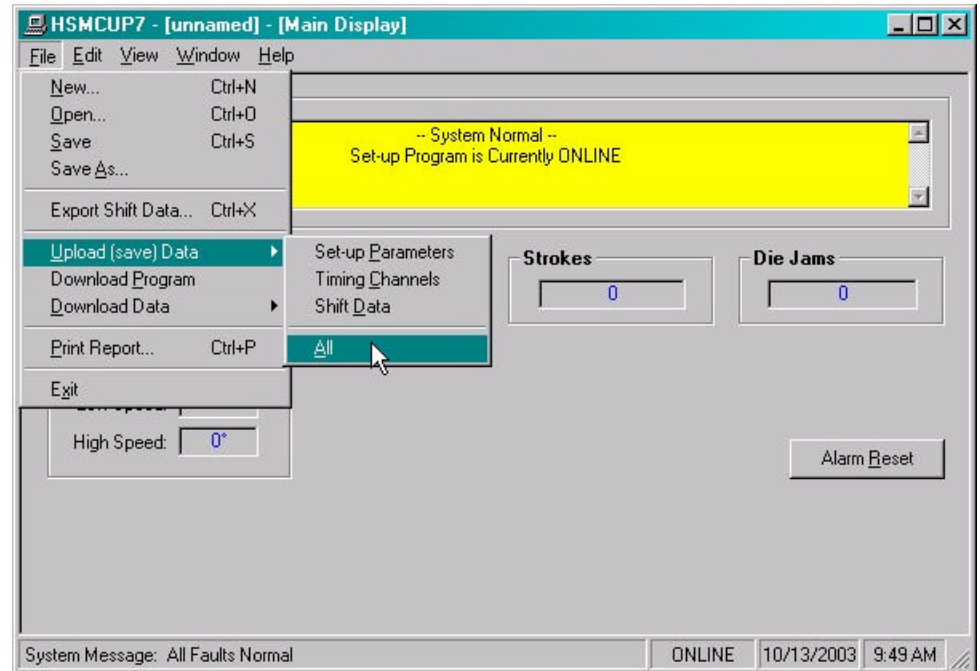 HSMCUP7 - [unnamed] - [Main Display]
File Edit View Window Help
New... Ctrl+N
Open... Ctrl+O
Save Ctrl+S
Save As...
Export Shift Data... Ctrl+X
Upload (save) Data
Download Program
Download Data
Print Report... Ctrl+P
Exit
Set-up Parameters
Timing Channels
Shift Data
All
-- System Normal --
Set-up Program is Currently ONLINE
Strokes
0
Die Jams
0
High Speed: 0°
Alarm Reset
System Message: All Faults Normal ONLINE 10/13/2003 9:49 AM